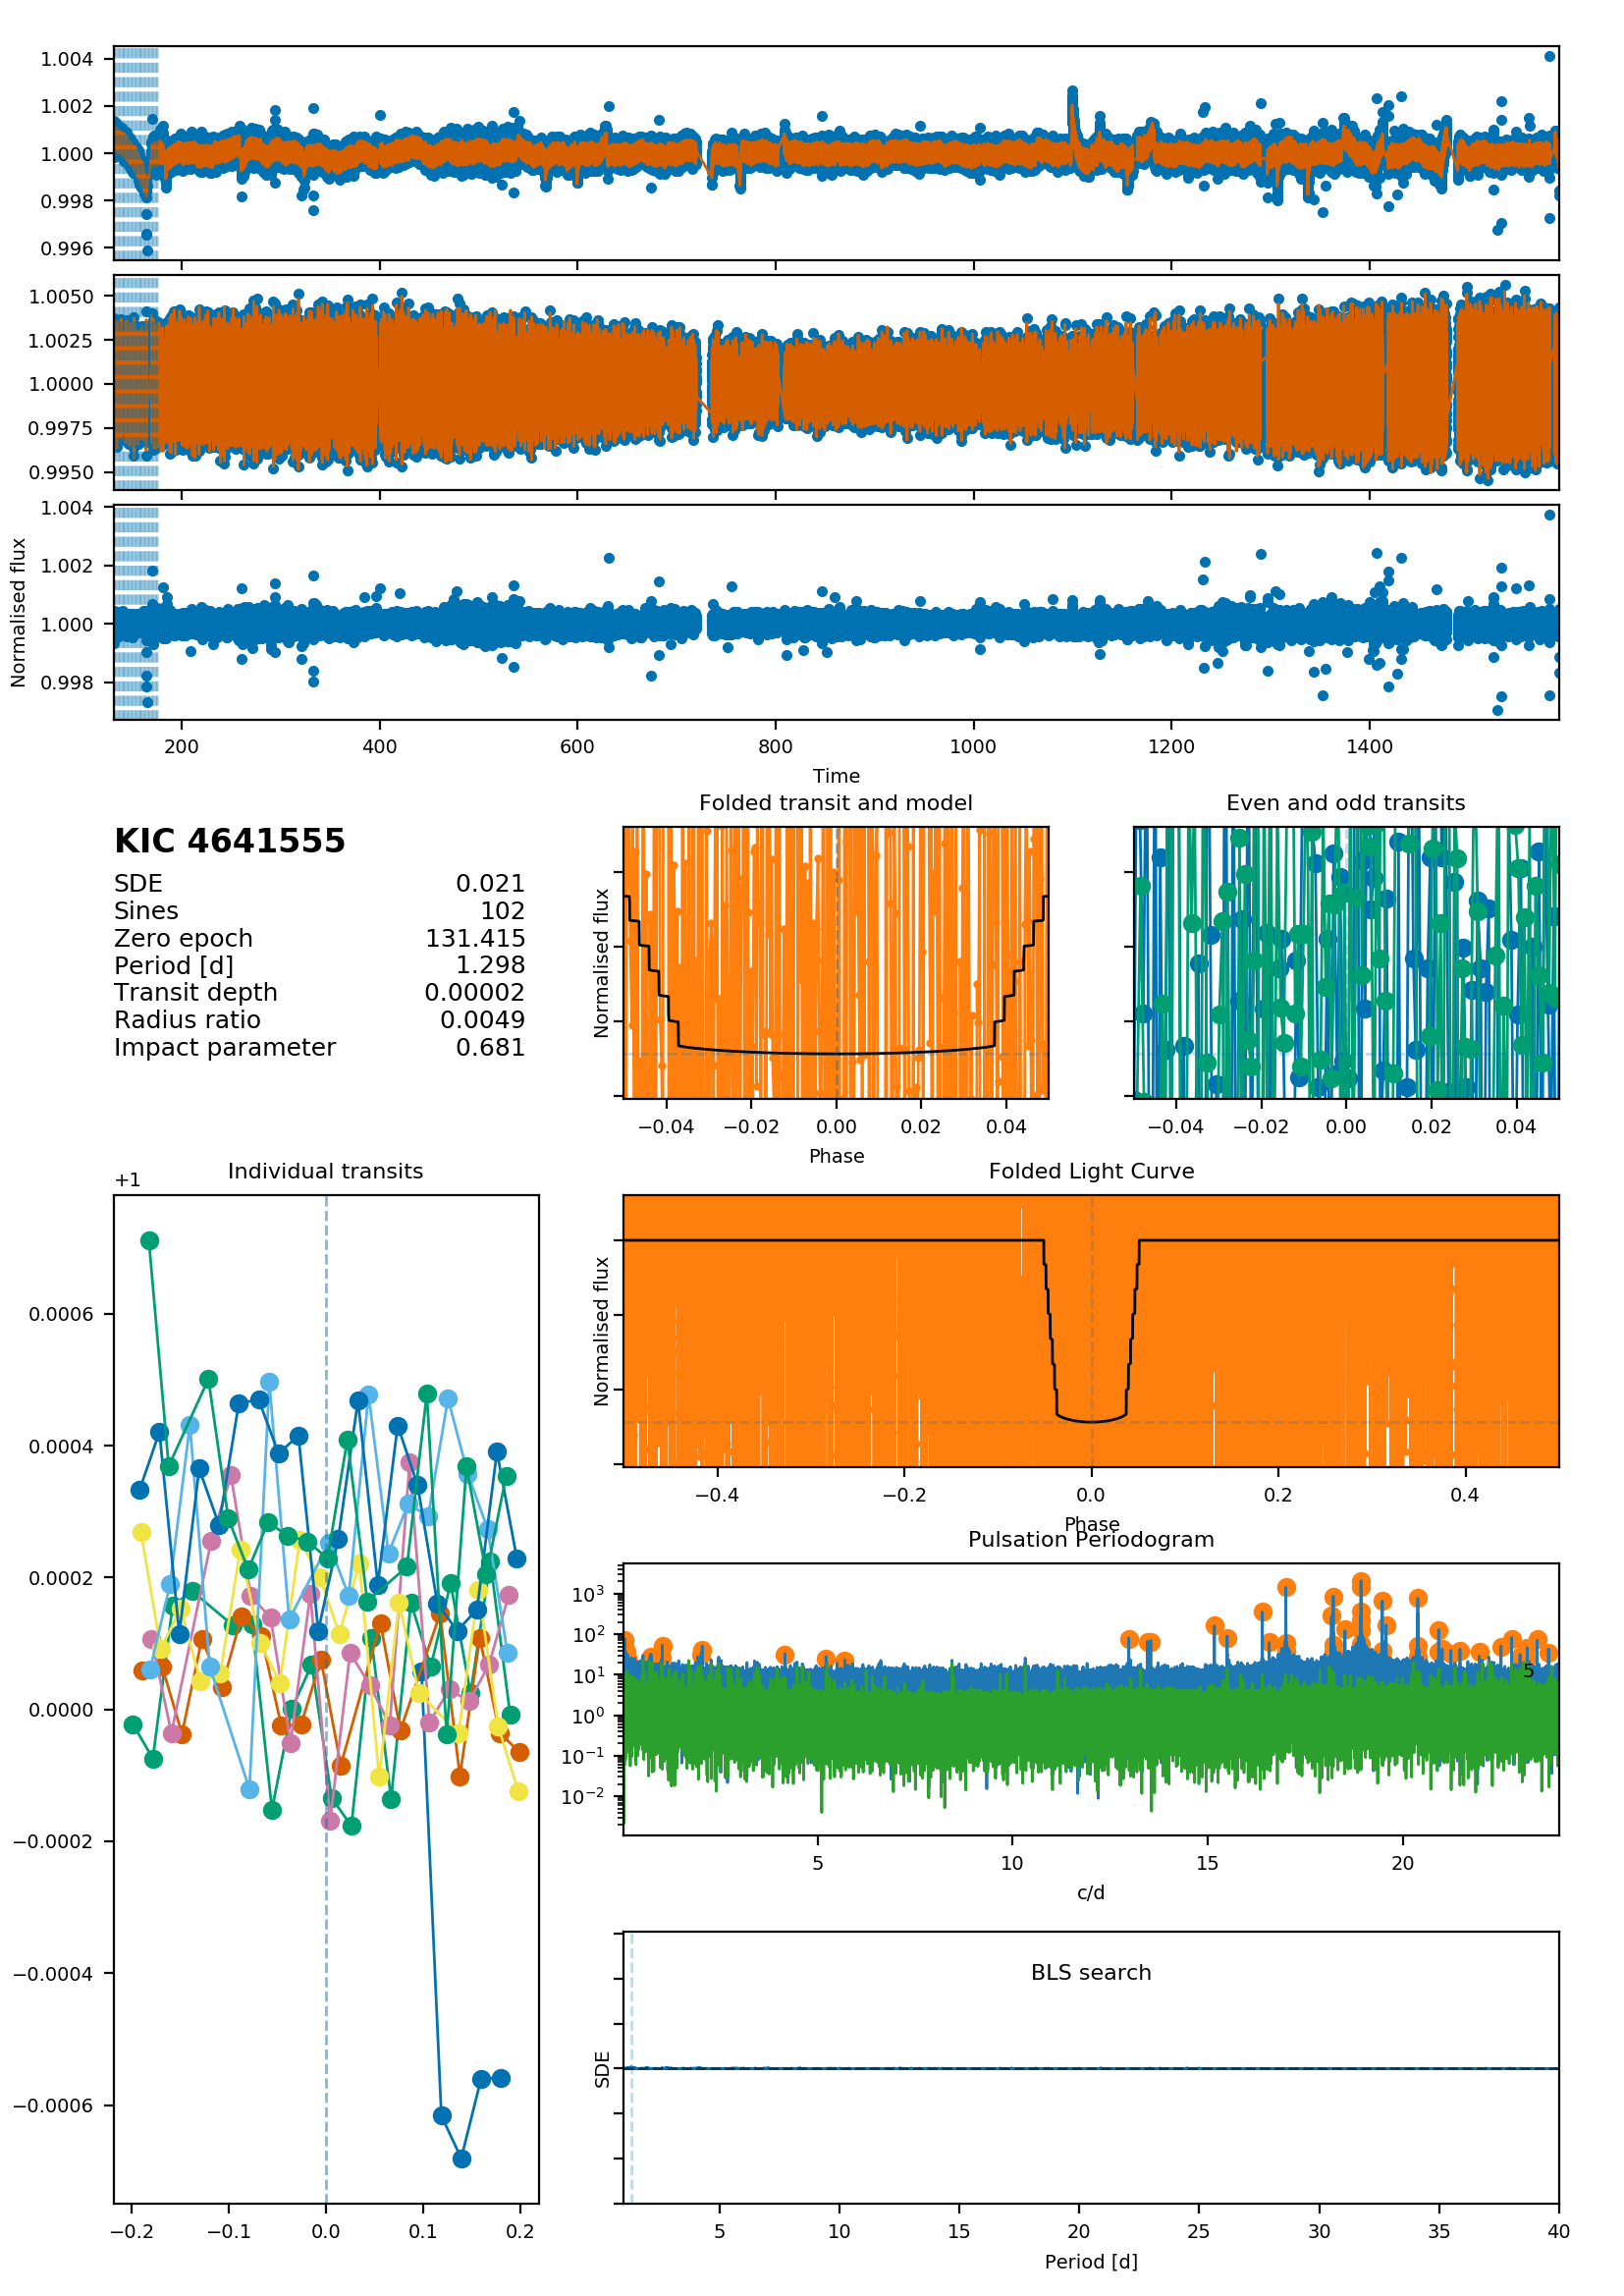 1.004
1.002
1.000
0.998
0.996
1.0050
1.0025
1.0000
0.9975
0.9950
1.004
1.002
1.000
0.998
Normalised flux
200 400 600 800 1000 1200 1400
Time
KIC 4641555
SDE 0.021
Sines 102
Zero epoch 131.415
Period [d] 1.298
Transit depth 0.00002
Radius ratio 0.0049
Impact parameter 0.681
Folded transit and model
Normalised flux
−0.04 −0.02 0.00 0.02 0.04
Phase
Even and odd transits
−0.04 −0.02 0.00 0.02 0.04
Individual transits
+1
0.0006
0.0004
0.0002
0.0000
−0.0002
−0.0004
−0.0006
−0.2 −0.1 0.0 0.1 0.2
Folded Light Curve
Normalised flux
−0.4 −0.2 0.0 0.2 0.4
Phase
Pulsation Periodogram
10³
10²
10¹
10⁰
10⁻¹
10⁻²
5
5 10 15 20
c/d
BLS search
SDE
5 10 15 20 25 30 35 40
Period [d]